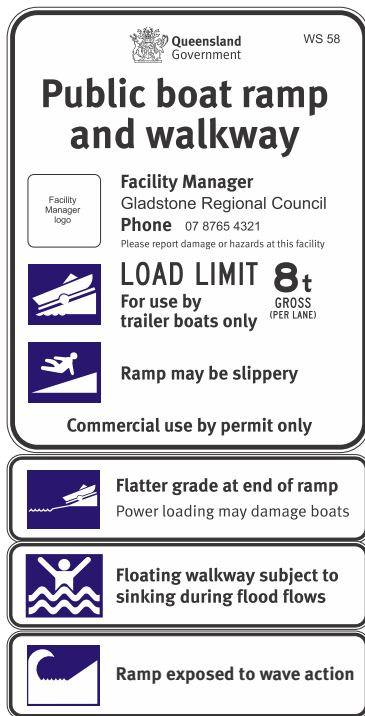 Queensland
Government
WS 58
Public boat ramp
and walkway
Facility
Manager
logo
Facility Manager
Gladstone Regional Council
Phone 07 8765 4321
Please report damage or hazards at this facility
LOAD LIMIT 8t
GROSS
(PER LANE)
For use by
trailer boats only
Ramp may be slippery
Commercial use by permit only
Flatter grade at end of ramp
Power loading may damage boats
Floating walkway subject to
sinking during flood flows
Ramp exposed to wave action